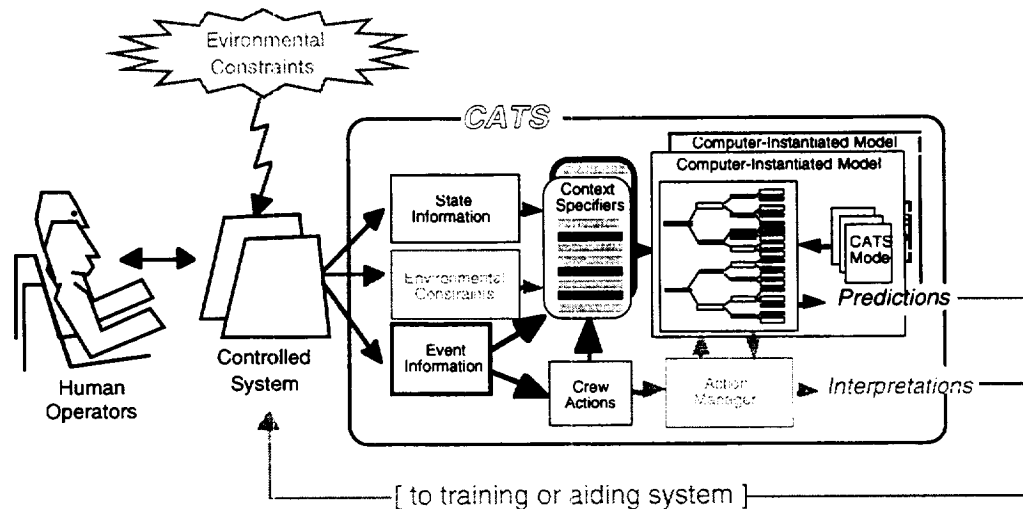 Evironmental
Constraints
CATS
Computer-Instantiated Model
Computer-Instantiated Model
State
Information
Context
Specifiers
CATS
Model
Environmental
Constraints
Predictions
Event
Information
Crew
Actions
Action
Manager
Interpretations
Controlled
System
Human
Operators
[ to training or aiding system ]